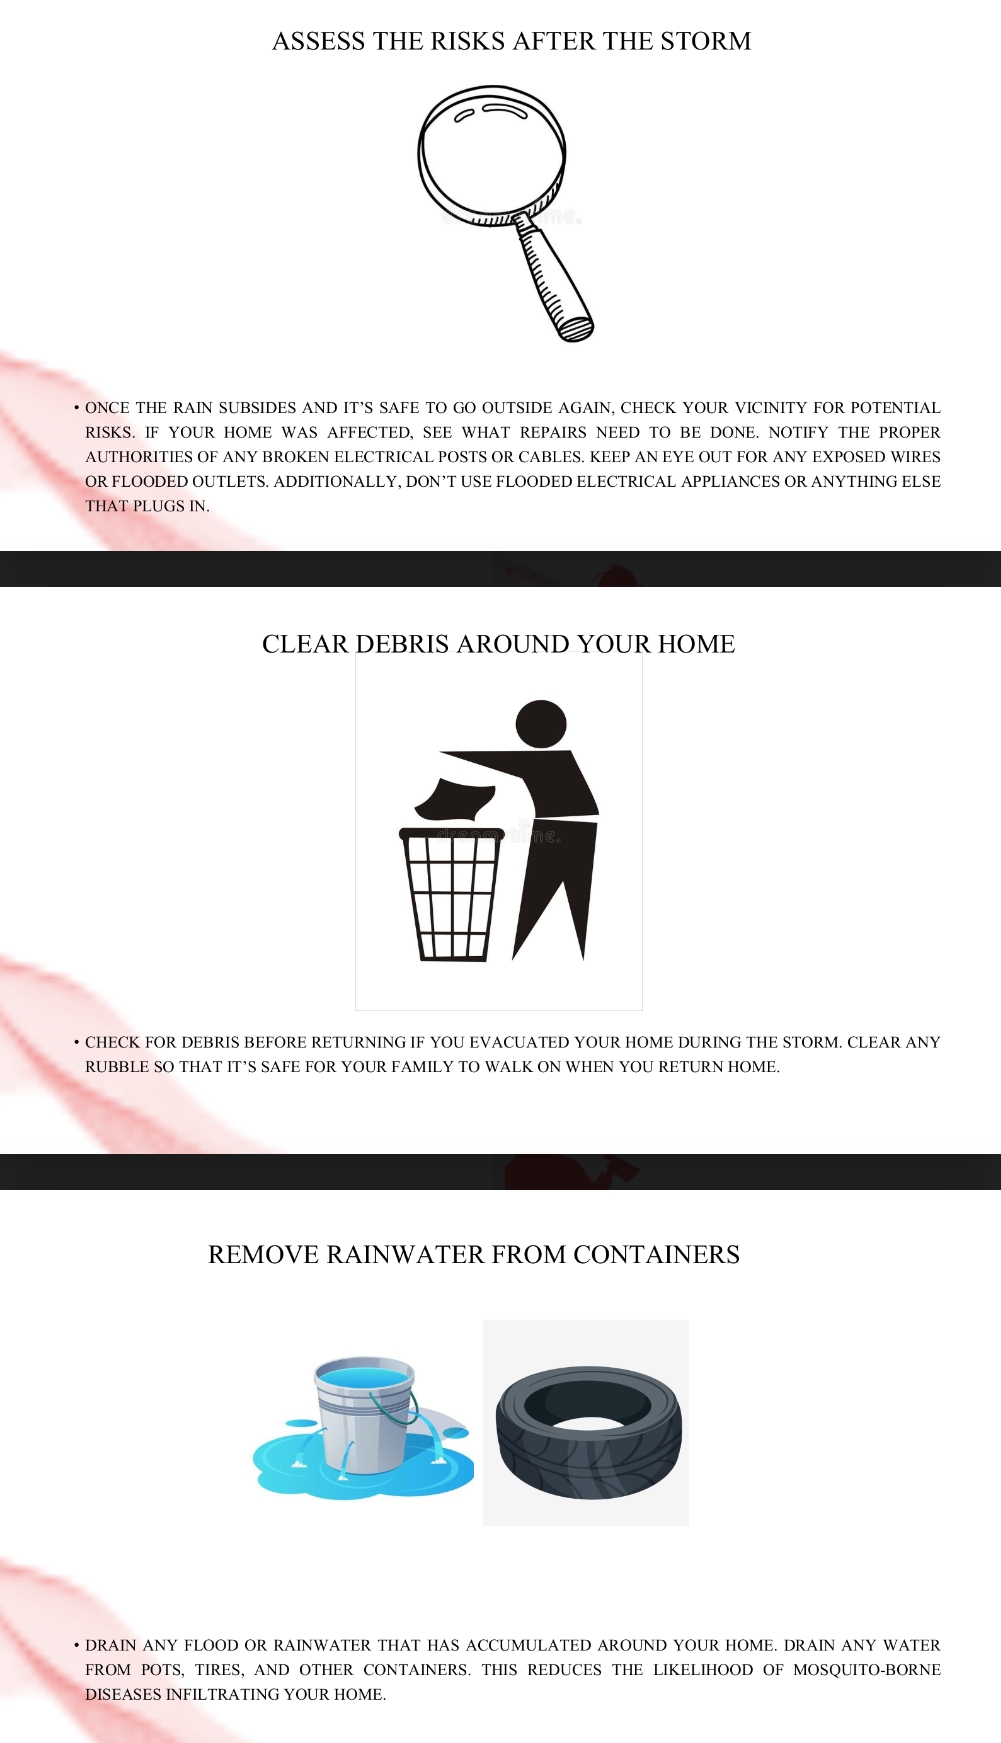 ASSESS THE RISKS AFTER THE STORM
• ONCE THE RAIN SUBSIDES AND IT’S SAFE TO GO OUTSIDE AGAIN, CHECK YOUR VICINITY FOR POTENTIAL
RISKS. IF YOUR HOME WAS AFFECTED, SEE WHAT REPAIRS NEED TO BE DONE. NOTIFY THE PROPER
AUTHORITIES OF ANY BROKEN ELECTRICAL POSTS OR CABLES. KEEP AN EYE OUT FOR ANY EXPOSED WIRES
OR FLOODED OUTLETS. ADDITIONALLY, DON’T USE FLOODED ELECTRICAL APPLIANCES OR ANYTHING ELSE
THAT PLUGS IN.
CLEAR DEBRIS AROUND YOUR HOME
dreamstime.
• CHECK FOR DEBRIS BEFORE RETURNING IF YOU EVACUATED YOUR HOME DURING THE STORM. CLEAR ANY
RUBBLE SO THAT IT’S SAFE FOR YOUR FAMILY TO WALK ON WHEN YOU RETURN HOME.
REMOVE RAINWATER FROM CONTAINERS
• DRAIN ANY FLOOD OR RAINWATER THAT HAS ACCUMULATED AROUND YOUR HOME. DRAIN ANY WATER
FROM POTS, TIRES, AND OTHER CONTAINERS. THIS REDUCES THE LIKELIHOOD OF MOSQUITO-BORNE
DISEASES INFILTRATING YOUR HOME.